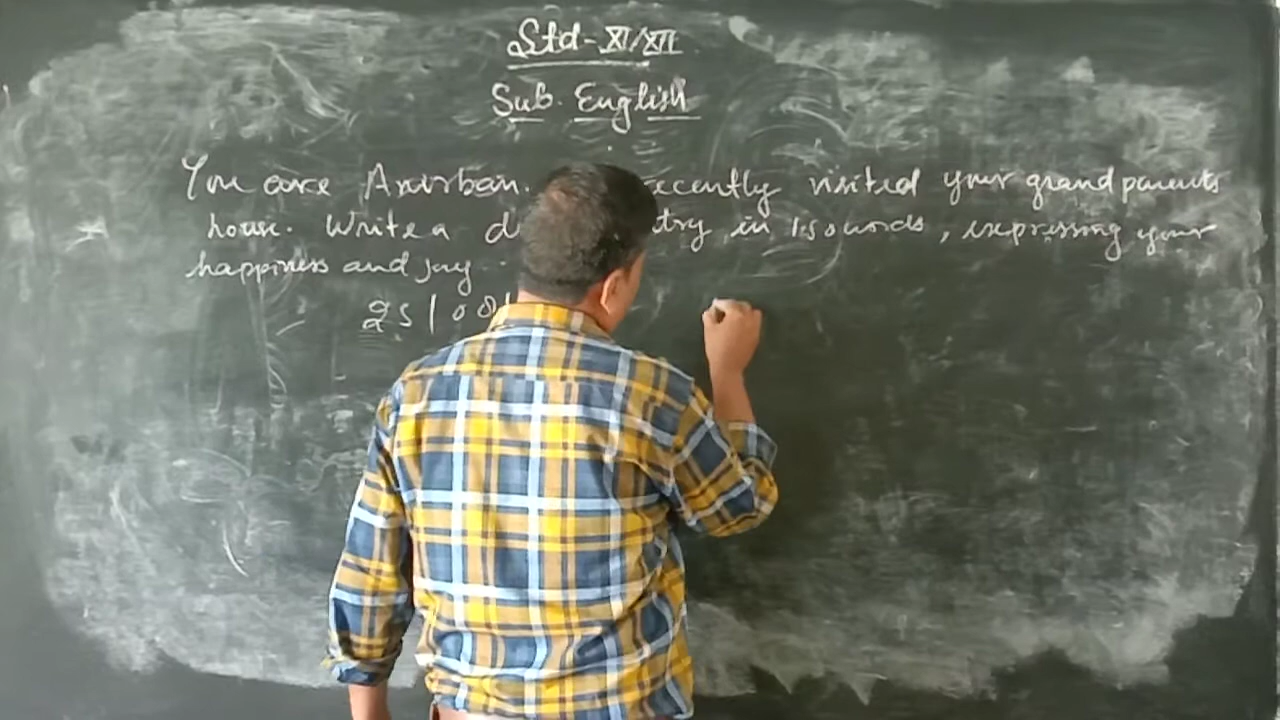 Std - XI/XII
Sub. English
You are Anirban. recently visited your grandparents
house. Write a d try in 150 words, expressing your
happiness and joy.
25/08/